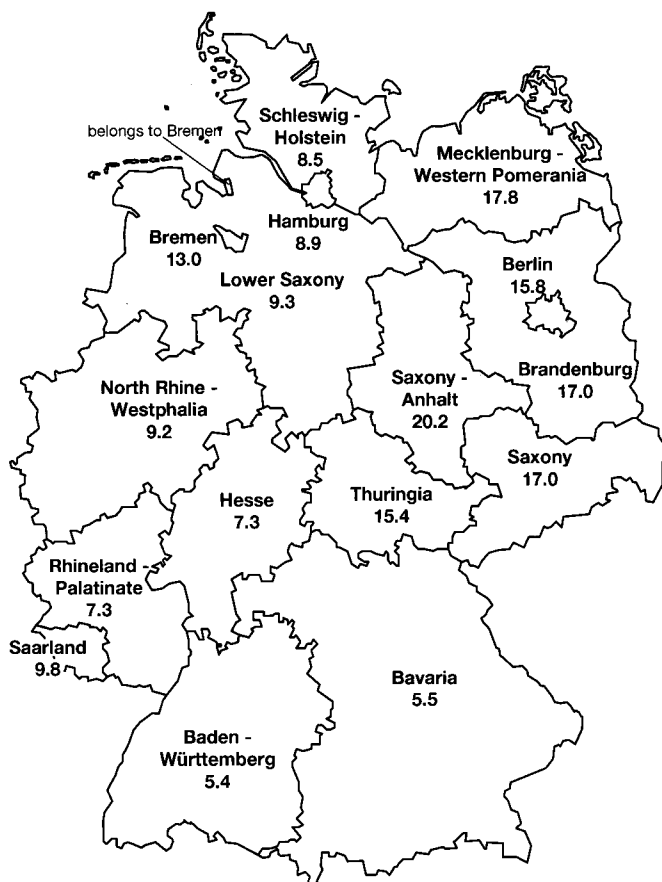 Schleswig -
Holstein
8.5
belongs to Bremen
Mecklenburg -
Western Pomerania
17.8
Hamburg
8.9
Bremen
13.0
Lower Saxony
9.3
Berlin
15.8
Brandenburg
17.0
North Rhine -
Westphalia
9.2
Saxony -
Anhalt
20.2
Saxony
17.0
Hesse
7.3
Thuringia
15.4
Rhineland -
Palatinate
7.3
Saarland
9.8
Bavaria
5.5
Baden -
Württemberg
5.4